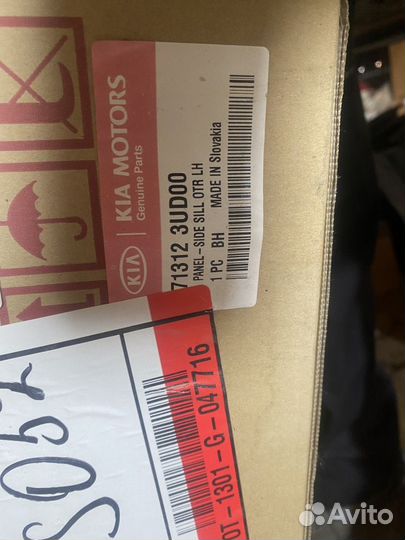 KIA MOTORS
Genuine Parts
KIA
71312 3UD00
PANEL-SIDE SILL OTR LH
1 PC BH MADE IN Slovakia
OT-1301-G-047716
Avito